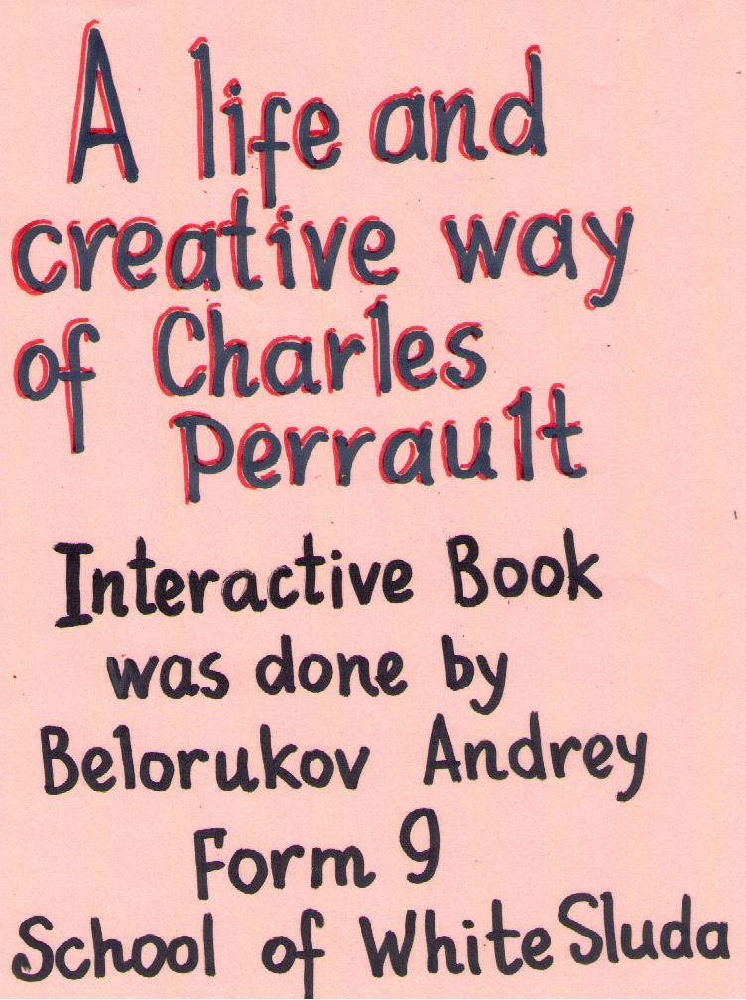 A life and
creative way
of Charles
Perrault
Interactive Book
was done by
Belorukov Andrey
Form 9
School of White Sluda